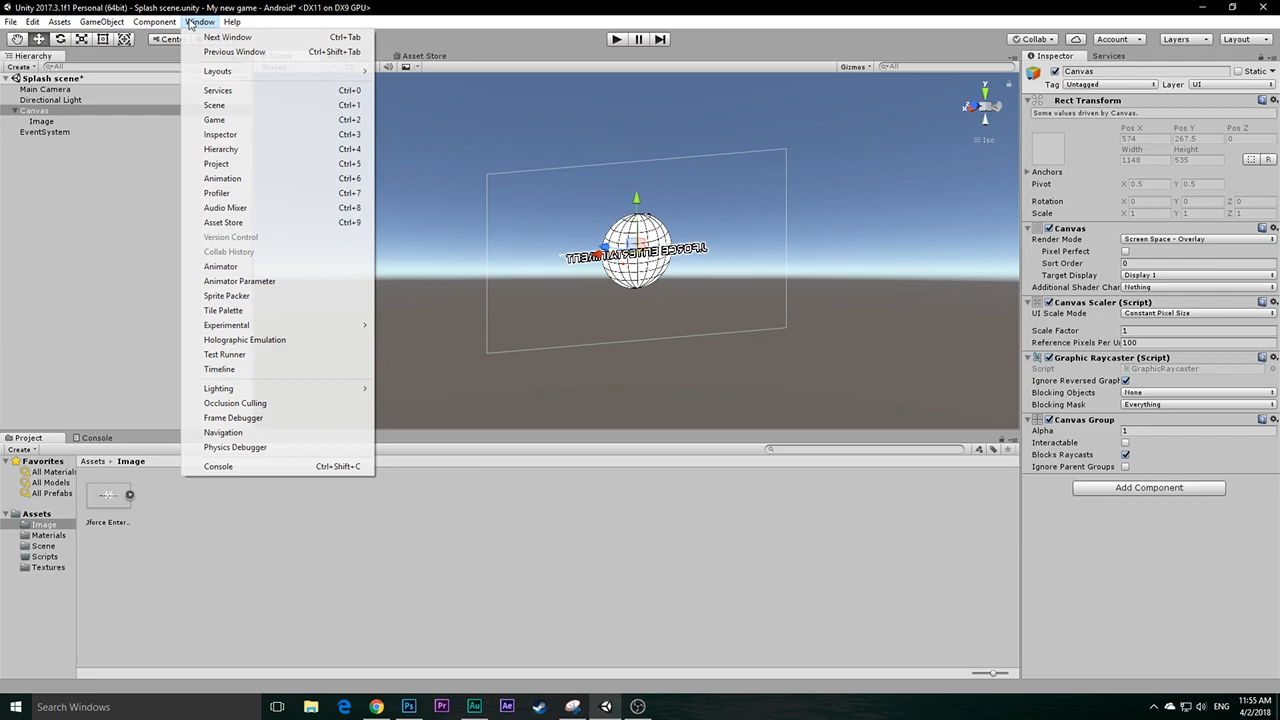 Unity 2017.3.1f1 Personal (64bit) - Splash scene.unity - My new game - Android* <DX11 on DX9 GPU>
File Edit Assets GameObject Component Window Help
Center
Collab Account Layers Layout
Hierarchy
Create All
Splash scene*
Main Camera
Directional Light
Canvas
Image
EventSystem
Next Window Ctrl+Tab
Previous Window Ctrl+Shift+Tab
Layouts
Services Ctrl+0
Scene Ctrl+1
Game Ctrl+2
Inspector Ctrl+3
Hierarchy Ctrl+4
Project Ctrl+5
Animation Ctrl+6
Profiler Ctrl+7
Audio Mixer Ctrl+8
Asset Store Ctrl+9
Version Control
Collab History
Animator
Animator Parameter
Sprite Packer
Tile Palette
Experimental
Holographic Emulation
Test Runner
Timeline
Lighting
Occlusion Culling
Frame Debugger
Navigation
Physics Debugger
Console Ctrl+Shift+C
Asset Store
Gizmos All
y
x
Iso
Inspector Services
Canvas Static
Tag Untagged Layer UI
Rect Transform
Some values driven by Canvas.
Pos X Pos Y Pos Z
574 267.5 0
Width Height
1148 535 R
Anchors
Pivot X 0.5 Y 0.5
Rotation X 0 Y 0 Z 0
Scale X 1 Y 1 Z 1
Canvas
Render Mode Screen Space - Overlay
Pixel Perfect
Sort Order 0
Target Display Display 1
Additional Shader Char Nothing
Canvas Scaler (Script)
UI Scale Mode Constant Pixel Size
Scale Factor 1
Reference Pixels Per U 100
Graphic Raycaster (Script)
Script GraphicRaycaster
Ignore Reversed Graph
Blocking Objects None
Blocking Mask Everything
Canvas Group
Alpha 1
Interactable
Blocks Raycasts
Ignore Parent Groups
Add Component
Project Console
Create
Favorites
All Materials
All Models
All Prefabs
Assets
Image
Materials
Scene
Scripts
Textures
Assets Image
Jforce Enter...
Search Windows
Ps Pr Au Ae
ENG
11:55 AM
4/2/2018